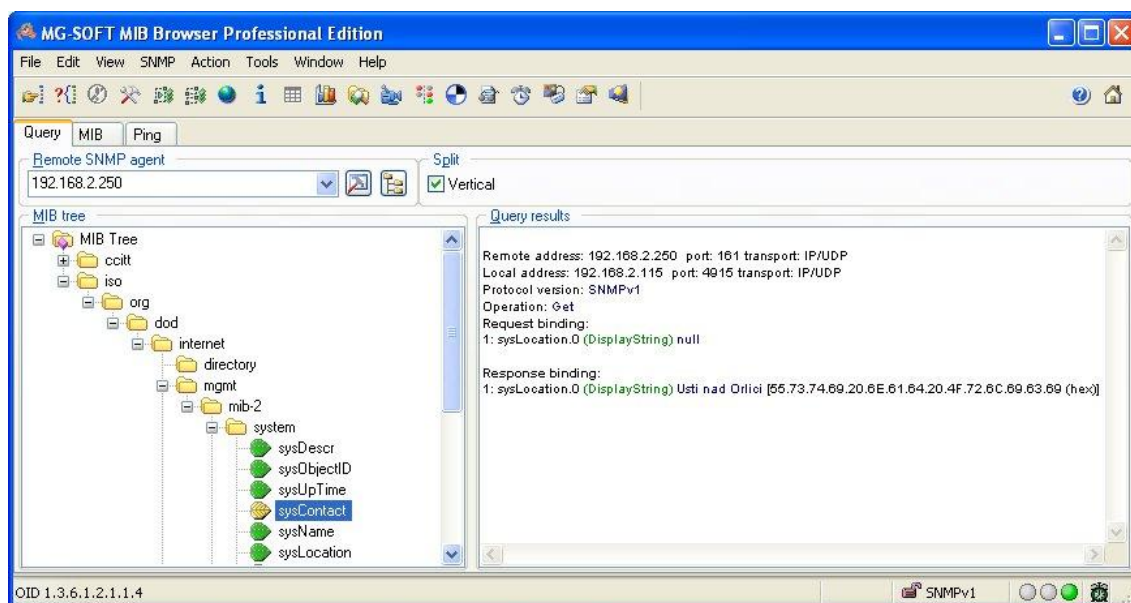 MG-SOFT MIB Browser Professional Edition
File Edit View SNMP Action Tools Window Help
Query MIB Ping
Remote SNMP agent
192.168.2.250
Split
Vertical
MIB tree
MIB Tree
ccitt
iso
org
dod
internet
directory
mgmt
mib-2
system
sysDescr
sysObjectID
sysUpTime
sysContact
sysName
sysLocation
Query results
Remote address: 192.168.2.250 port: 161 transport: IP/UDP
Local address: 192.168.2.115 port: 4915 transport: IP/UDP
Protocol version: SNMPv1
Operation: Get
Request binding:
1: sysLocation.0 (DisplayString) null
Response binding:
1: sysLocation.0 (DisplayString) Usti nad Orlici [55.73.74.69.20.6E.61.64.20.4F.72.6C.69.63.69 (hex)]
OID 1.3.6.1.2.1.1.4
SNMPv1